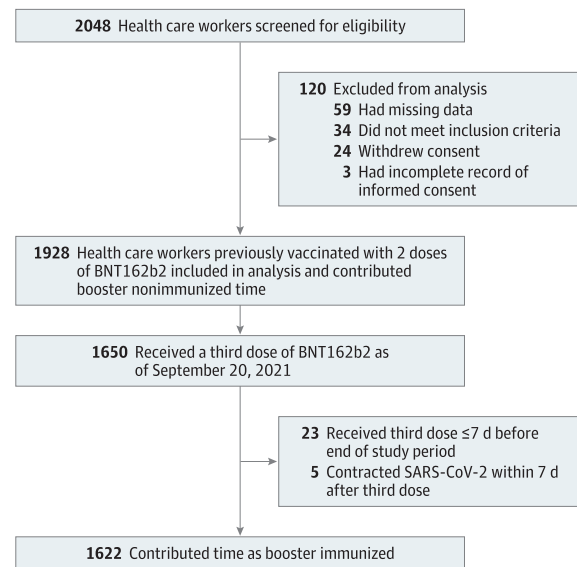 2048 Health care workers screened for eligibility
120 Excluded from analysis
59 Had missing data
34 Did not meet inclusion criteria
24 Withdrew consent
3 Had incomplete record of
informed consent
1928 Health care workers previously vaccinated with 2 doses
of BNT162b2 included in analysis and contributed
booster nonimmunized time
1650 Received a third dose of BNT162b2 as
of September 20, 2021
23 Received third dose ≤7 d before
end of study period
5 Contracted SARS-CoV-2 within 7 d
after third dose
1622 Contributed time as booster immunized